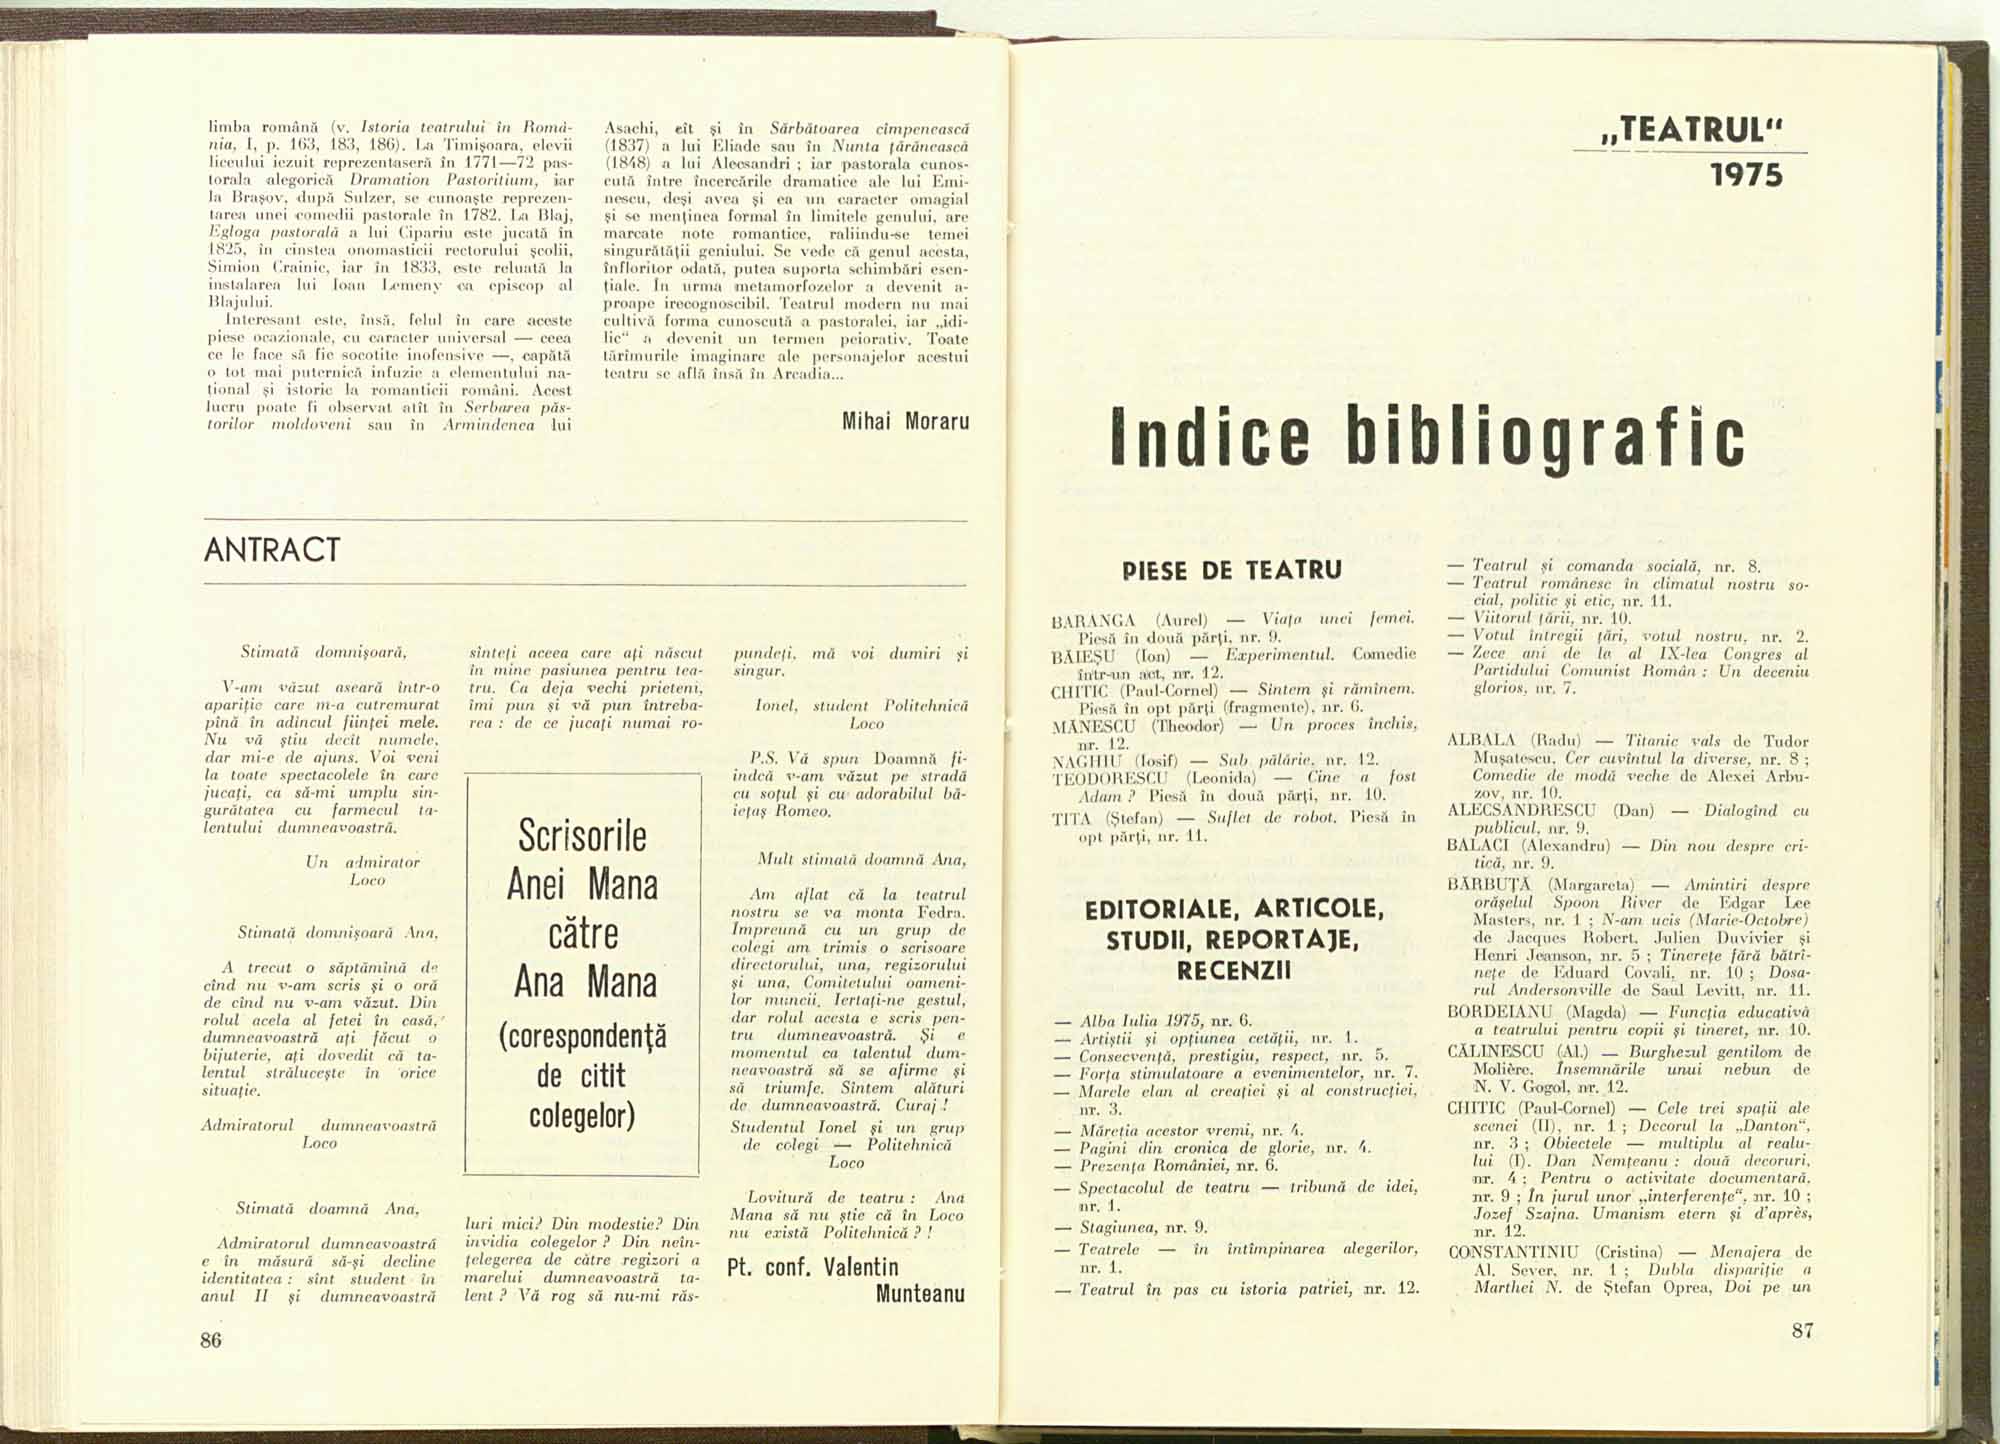 limba română (v. Istoria teatrului în Româ-
nia, I, p. 163, 183, 186). La Timişoara, elevii
liceului iezuit reprezentaseră în 1771—72 pas-
torala alegorică Dramation Pastoritium, iar
la Braşov, după Sulzer, se cunoaşte reprezen-
tarea unei comedii pastorale în 1782. La Blaj,
Egloga pastorală a lui Cipariu este jucată în
1825, în cinstea onomasticii rectorului şcolii,
Simion Crainic, iar în 1833, este reluată la
instalarea lui Ioan Lemeny ca episcop al
Blajului.
Interesant este, însă, felul în care aceste
piese ocazionale, cu caracter universal — ceea
ce le face să fie socotite inofensive —, capătă
o tot mai puternică infuzie a elementului na-
ţional şi istoric la romanticii români. Acest
lucru poate fi observat atît în Serbarea păs-
torilor moldoveni sau în Armindenea lui
Asachi, cît şi în Sărbătoarea cîmpenească
(1837) a lui Eliade sau în Nunta ţărănească
(1848) a lui Alecsandri ; iar pastorala cunos-
cută între încercările dramatice ale lui Emi-
nescu, deşi avea şi ea un caracter omagial
şi se menţinea formal în limitele genului, are
marcate note romantice, raliindu-se temei
singurătăţii geniului. Se vede că genul acesta,
înfloritor odată, putea suporta schimbări esen-
ţiale. În urma metamorfozelor a devenit a-
proape irecognoscibil. Teatrul modern nu mai
cultivă forma cunoscută a pastoralei, iar „idi-
lic“ a devenit un termen peiorativ. Toate
tărîmurile imaginare ale personajelor acestui
teatru se află însă în Arcadia...
Mihai Moraru
ANTRACT
Stimată domnişoară,
V-am văzut aseară într-o
apariţie care m-a cutremurat
pînă în adîncul fiinţei mele.
Nu vă ştiu decît numele,
dar mi-e de ajuns. Voi veni
la toate spectacolele în care
jucaţi, ca să-mi umplu sin-
gurătatea cu farmecul ta-
lentului dumneavoastră.
Un admirator
Loco
Stimată domnişoară Ana,
A trecut o săptămînă de
cînd nu v-am scris şi o oră
de cînd nu v-am văzut. Din
rolul acela al fetei în casă,
dumneavoastră aţi făcut o
bijuterie, aţi dovedit că ta-
lentul străluceşte în orice
situaţie.
Admiratorul dumneavoastră
Loco
Stimată doamnă Ana,
Admiratorul dumneavoastră
e în măsură să-şi decline
identitatea : sînt student în
anul II şi dumneavoastră
sînteţi aceea care aţi născut
în mine pasiunea pentru tea-
tru. Ca deja vechi prieteni,
îmi pun şi vă pun întreba-
rea : de ce jucaţi numai ro-
Scrisorile
Anei Mana
către
Ana Mana
(corespondenţă
de citit
colegelor)
luri mici? Din modestie? Din
invidia colegelor ? Din neîn-
ţelegerea de către regizori a
marelui dumneavoastră ta-
lent ? Vă rog să nu-mi răs-
pundeţi, mă voi dumiri şi
singur.
Ionel, student Politehnică
Loco
P.S. Vă spun Doamnă fi-
indcă v-am văzut pe stradă
cu soţul şi cu adorabilul bă-
ieţaş Romeo.
Mult stimată doamnă Ana,
Am aflat că la teatrul
nostru se va monta Fedra.
Împreună cu un grup de
colegi am trimis o scrisoare
directorului, una, regizorului
şi una, Comitetului oameni-
lor muncii. Iertaţi-ne gestul,
dar rolul acesta e scris pen-
tru dumneavoastră. Şi e
momentul ca talentul dum-
neavoastră să se afirme şi
să triumfe. Sîntem alături
de dumneavoastră. Curaj !
Studentul Ionel şi un grup
de colegi — Politehnică
Loco
Lovitură de teatru : Ana
Mana să nu ştie că în Loco
nu există Politehnică ? !
Pt. conf. Valentin
Munteanu
86
„TEATRUL“
1975
Indice bibliografic
PIESE DE TEATRU
BARANGA (Aurel) — Viaţa unei femei.
Piesă în două părţi, nr. 9.
BĂIEŞU (Ion) — Experimentul. Comedie
într-un act, nr. 12.
CHITIC (Paul-Cornel) — Sîntem şi rămînem.
Piesă în opt părţi (fragmente), nr. 6.
MĂNESCU (Theodor) — Un proces închis,
nr. 12.
NAGHIU (Iosif) — Sub pălărie, nr. 12.
TEODORESCU (Leonida) — Cine a fost
Adam ? Piesă în două părţi, nr. 10.
TITA (Ştefan) — Suflet de robot. Piesă în
opt părţi, nr. 11.
EDITORIALE, ARTICOLE,
STUDII, REPORTAJE,
RECENZII
— Alba Iulia 1975, nr. 6.
— Artiştii şi opţiunea cetăţii, nr. 1.
— Consecvenţă, prestigiu, respect, nr. 5.
— Forţa stimulatoare a evenimentelor, nr. 7.
— Marele elan al creaţiei şi al construcţiei,
nr. 3.
— Măreţia acestor vremi, nr. 4.
— Pagini din cronica de glorie, nr. 4.
— Prezenţa României, nr. 6.
— Spectacolul de teatru — tribună de idei,
nr. 1.
— Stagiunea, nr. 9.
— Teatrele — în întîmpinarea alegerilor,
nr. 1.
— Teatrul în pas cu istoria patriei, nr. 12.
— Teatrul şi comanda socială, nr. 8.
— Teatrul românesc în climatul nostru so-
cial, politic şi etic, nr. 11.
— Viitorul ţării, nr. 10.
— Votul întregii ţări, votul nostru, nr. 2.
— Zece ani de la al IX-lea Congres al
Partidului Comunist Român : Un deceniu
glorios, nr. 7.
ALBALA (Radu) — Titanic vals de Tudor
Muşatescu, Cer cuvîntul la diverse, nr. 8 ;
Comedie de modă veche de Alexei Arbu-
zov, nr. 10.
ALECSANDRESCU (Dan) — Dialogînd cu
publicul, nr. 9.
BALACI (Alexandru) — Din nou despre cri-
tică, nr. 9.
BĂRBUŢĂ (Margareta) — Amintiri despre
orăşelul Spoon River de Edgar Lee
Masters, nr. 1 ; N-am ucis (Marie-Octobre)
de Jacques Robert, Julien Duvivier şi
Henri Jeanson, nr. 5 ; Tinereţe fără bătrî-
neţe de Eduard Covali, nr. 10 ; Dosa-
rul Andersonville de Saul Levitt, nr. 11.
BORDEIANU (Magda) — Funcţia educativă
a teatrului pentru copii şi tineret, nr. 10.
CĂLINESCU (Al.) — Burghezul gentilom de
Molière, Însemnările unui nebun de
N. V. Gogol, nr. 12.
CHITIC (Paul-Cornel) — Cele trei spaţii ale
scenei (II), nr. 1 ; Decorul la „Danton“,
nr. 3 ; Obiectele — multiplu al realu-
lui (I). Dan Nemţeanu : două decoruri,
nr. 4 ; Pentru o activitate documentară,
nr. 9 ; În jurul unor „interferenţe“, nr. 10 ;
Jozef Szajna. Umanism etern şi d'après,
nr. 12.
CONSTANTINIU (Cristina) — Menajera de
Al. Sever, nr. 1 ; Dubla dispariţie a
Marthei N. de Ştefan Oprea, Doi pe un
87